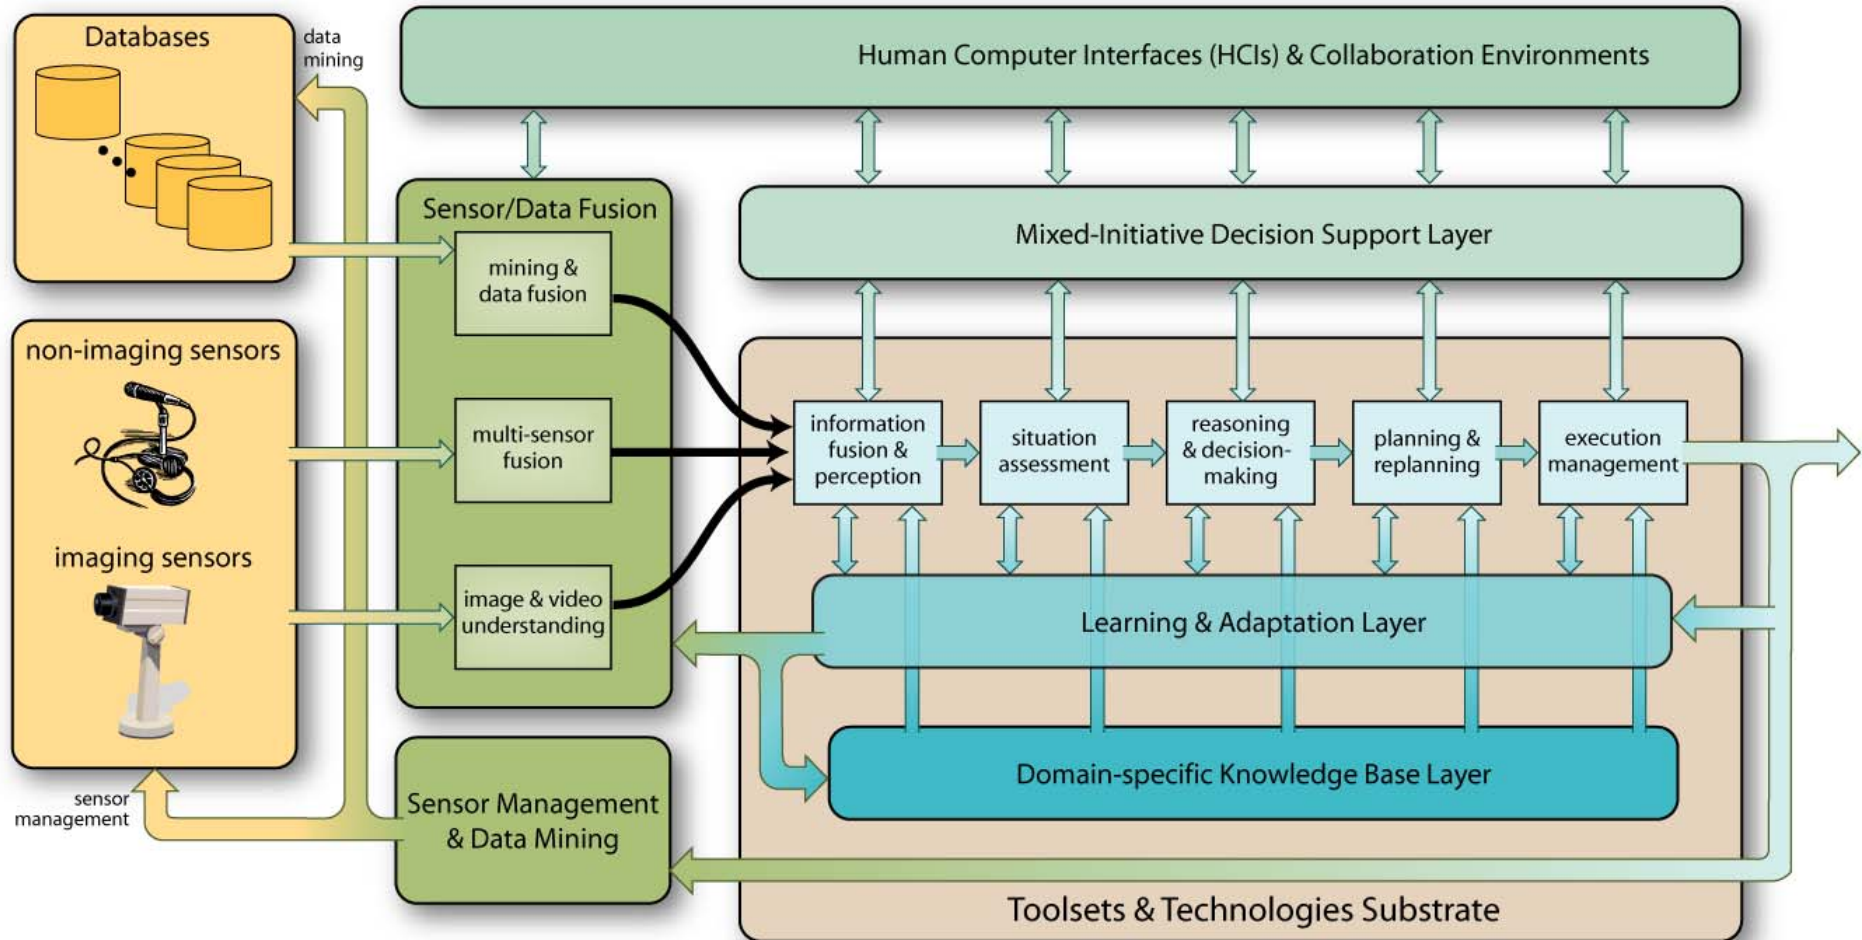 Databases
data
mining
Human Computer Interfaces (HCIs) & Collaboration Environments
Sensor/Data Fusion
mining &
data fusion
Mixed-Initiative Decision Support Layer
non-imaging sensors
multi-sensor
fusion
information
fusion &
perception
situation
assessment
reasoning
& decision-
making
planning &
replanning
execution
management
imaging sensors
image & video
understanding
Learning & Adaptation Layer
Domain-specific Knowledge Base Layer
sensor
management
Sensor Management
& Data Mining
Toolsets & Technologies Substrate